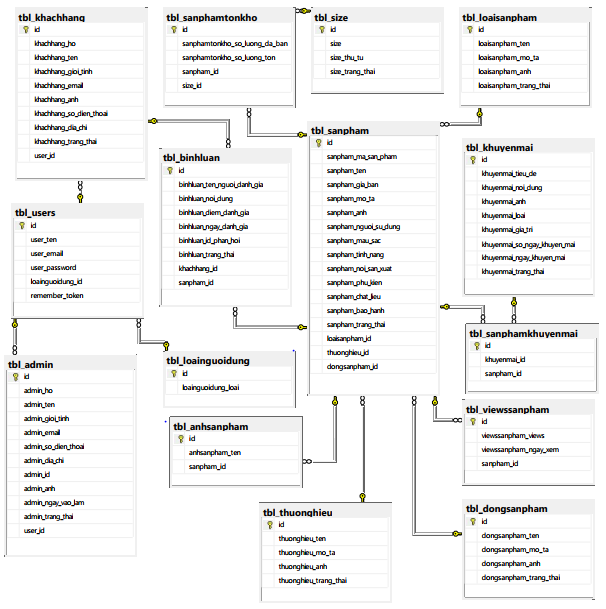 tbl_khachhang
id
khachhang_ho
khachhang_ten
khachhang_gioi_tinh
khachhang_email
khachhang_anh
khachhang_so_dien_thoai
khachhang_dia_chi
khachhang_trang_thai
user_id
tbl_sanphamtonkho
id
sanphamtonkho_so_luong_da_ban
sanphamtonkho_so_luong_ton
sanpham_id
size_id
tbl_size
id
size
size_thu_tu
size_trang_thai
tbl_loaisanpham
id
loaisanpham_ten
loaisanpham_mo_ta
loaisanpham_anh
loaisanpham_trang_thai
tbl_binhluan
id
binhluan_ten_nguoi_danh_gia
binhluan_noi_dung
binhluan_diem_danh_gia
binhluan_ngay_danh_gia
binhluan_id_phan_hoi
binhluan_trang_thai
khachhang_id
sanpham_id
tbl_sanpham
id
sanpham_ma_san_pham
sanpham_ten
sanpham_gia_ban
sanpham_mo_ta
sanpham_anh
sanpham_nguoi_su_dung
sanpham_mau_sac
sanpham_tinh_nang
sanpham_noi_san_xuat
sanpham_phu_kien
sanpham_chat_lieu
sanpham_bao_hanh
sanpham_trang_thai
loaisanpham_id
thuonghieu_id
dongsanpham_id
tbl_khuyenmai
id
khuyenmai_tieu_de
khuyenmai_noi_dung
khuyenmai_anh
khuyenmai_loai
khuyenmai_gia_tri
khuyenmai_so_ngay_khuyen_mai
khuyenmai_ngay_khuyen_mai
khuyenmai_trang_thai
tbl_users
id
user_ten
user_email
user_password
loainguoidung_id
remember_token
tbl_sanphamkhuyenmai
id
khuyenmai_id
sanpham_id
tbl_admin
id
admin_ho
admin_ten
admin_gioi_tinh
admin_email
admin_so_dien_thoai
admin_dia_chi
admin_id
admin_anh
admin_ngay_vao_lam
admin_trang_thai
user_id
tbl_loainguoidung
id
loainguoidung_loai
tbl_anhsanpham
id
anhsanpham_ten
sanpham_id
tbl_viewssanpham
id
viewssanpham_views
viewssanpham_ngay_xem
sanpham_id
tbl_thuonghieu
id
thuonghieu_ten
thuonghieu_mo_ta
thuonghieu_anh
thuonghieu_trang_thai
tbl_dongsanpham
id
dongsanpham_ten
dongsanpham_mo_ta
dongsanpham_anh
dongsanpham_trang_thai